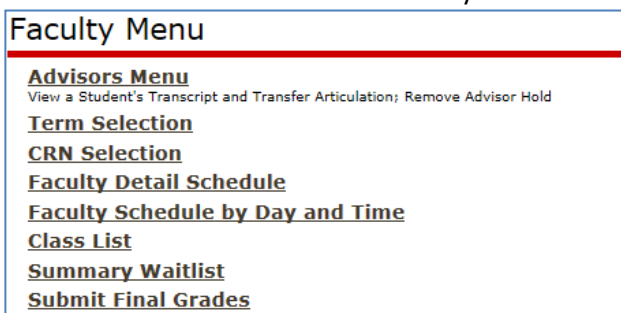 Faculty Menu
Advisors Menu
View a Student's Transcript and Transfer Articulation; Remove Advisor Hold
Term Selection
CRN Selection
Faculty Detail Schedule
Faculty Schedule by Day and Time
Class List
Summary Waitlist
Submit Final Grades